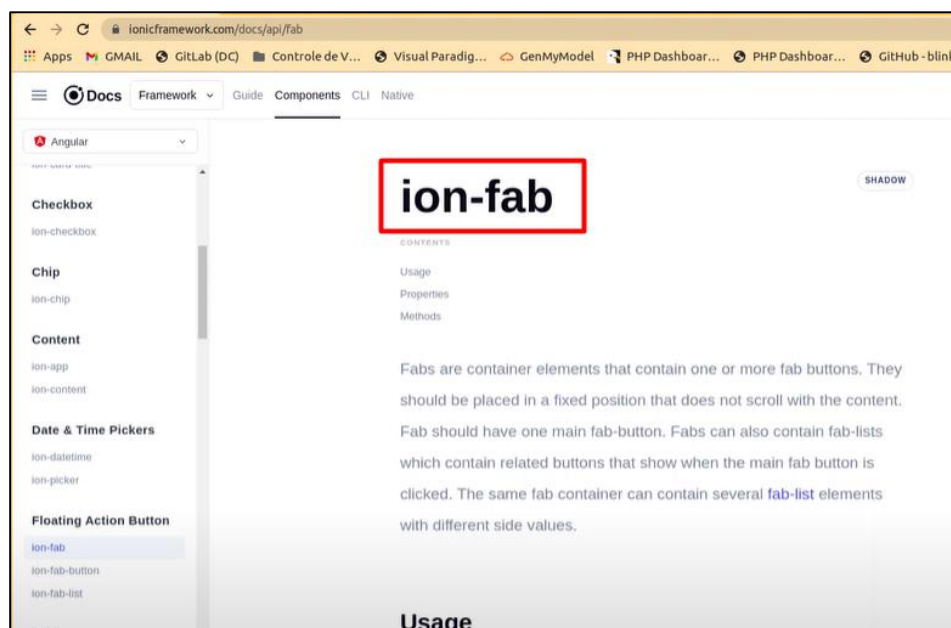 ionicframework.com/docs/api/fab
Apps GMAIL GitLab (DC) Controle de V... Visual Paradig... GenMyModel PHP Dashboar... PHP Dashboar... GitHub - blink
Docs Framework Guide Components CLI Native
Angular
ion-card-title
Checkbox
ion-checkbox
Chip
ion-chip
Content
ion-app
ion-content
Date & Time Pickers
ion-datetime
ion-picker
Floating Action Button
ion-fab
ion-fab-button
ion-fab-list
ion-fab
SHADOW
CONTENTS
Usage
Properties
Methods
Fabs are container elements that contain one or more fab buttons. They
should be placed in a fixed position that does not scroll with the content.
Fab should have one main fab-button. Fabs can also contain fab-lists
which contain related buttons that show when the main fab button is
clicked. The same fab container can contain several fab-list elements
with different side values.
Usage